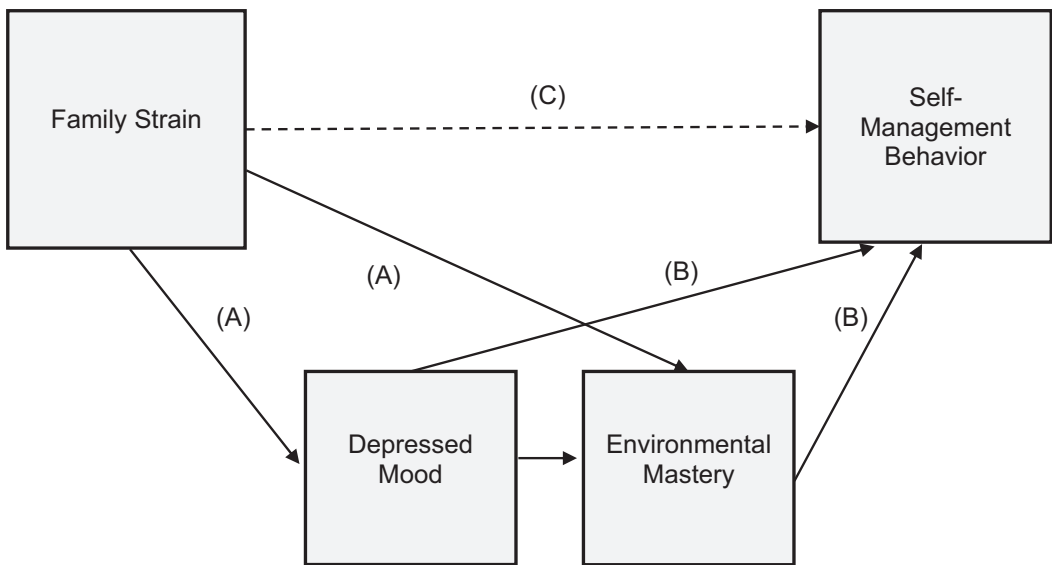 Family Strain
(C)
Self-
Management
Behavior
(A)
(A)
(B)
(B)
Depressed
Mood
Environmental
Mastery